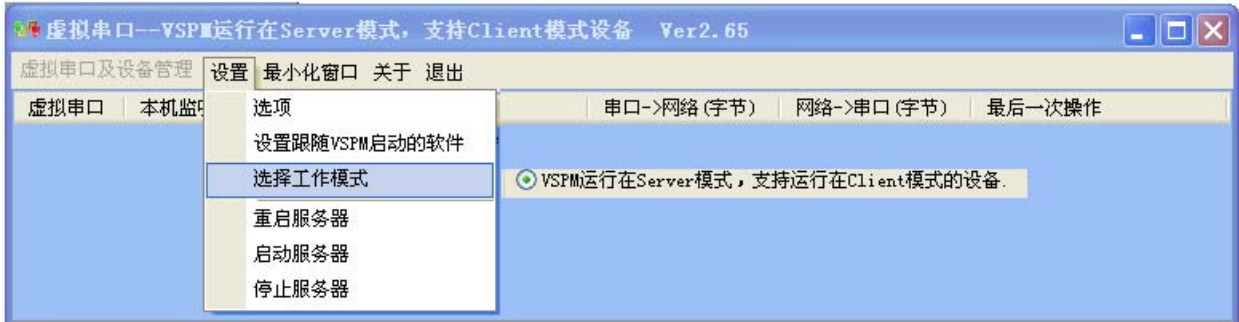 虚拟串口--VSPM运行在Server模式，支持Client模式设备 Ver2.65
虚拟串口及设备管理 设置 最小化窗口 关于 退出
虚拟串口 本机监 串口->网络(字节) 网络->串口(字节) 最后一次操作
选项
设置跟随VSPM启动的软件
选择工作模式
VSPM运行在Server模式，支持运行在Client模式的设备.
重启服务器
启动服务器
停止服务器